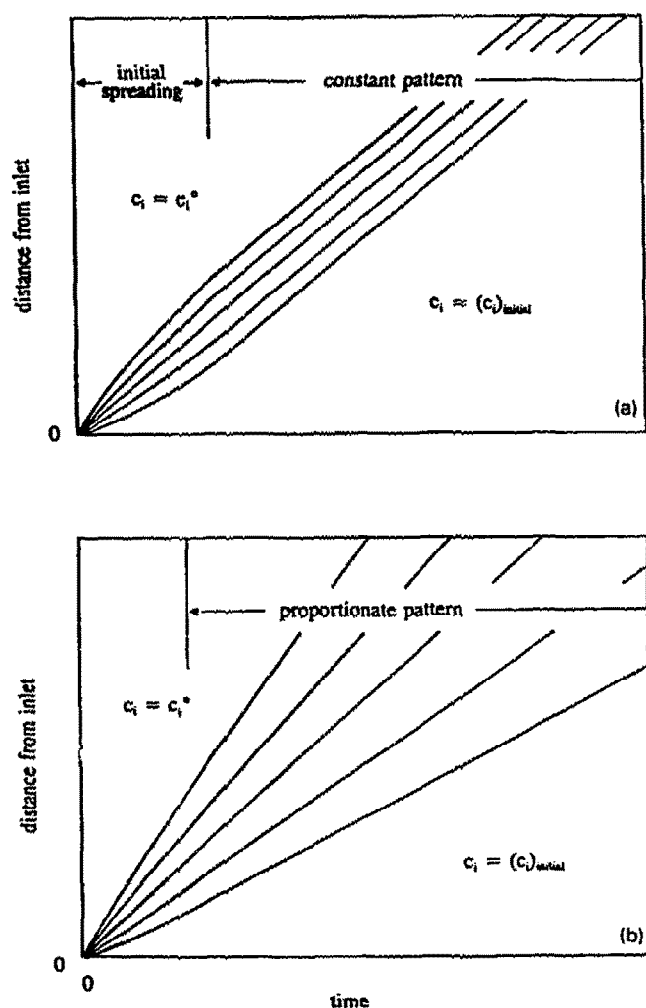 initial
spreading
constant pattern
cᵢ = cᵢ°
distance from inlet
cᵢ ≈ (cᵢ)initial
(a)
0
proportionate pattern
cᵢ = cᵢ°
distance from inlet
cᵢ = (cᵢ)initial
(b)
0
0
time